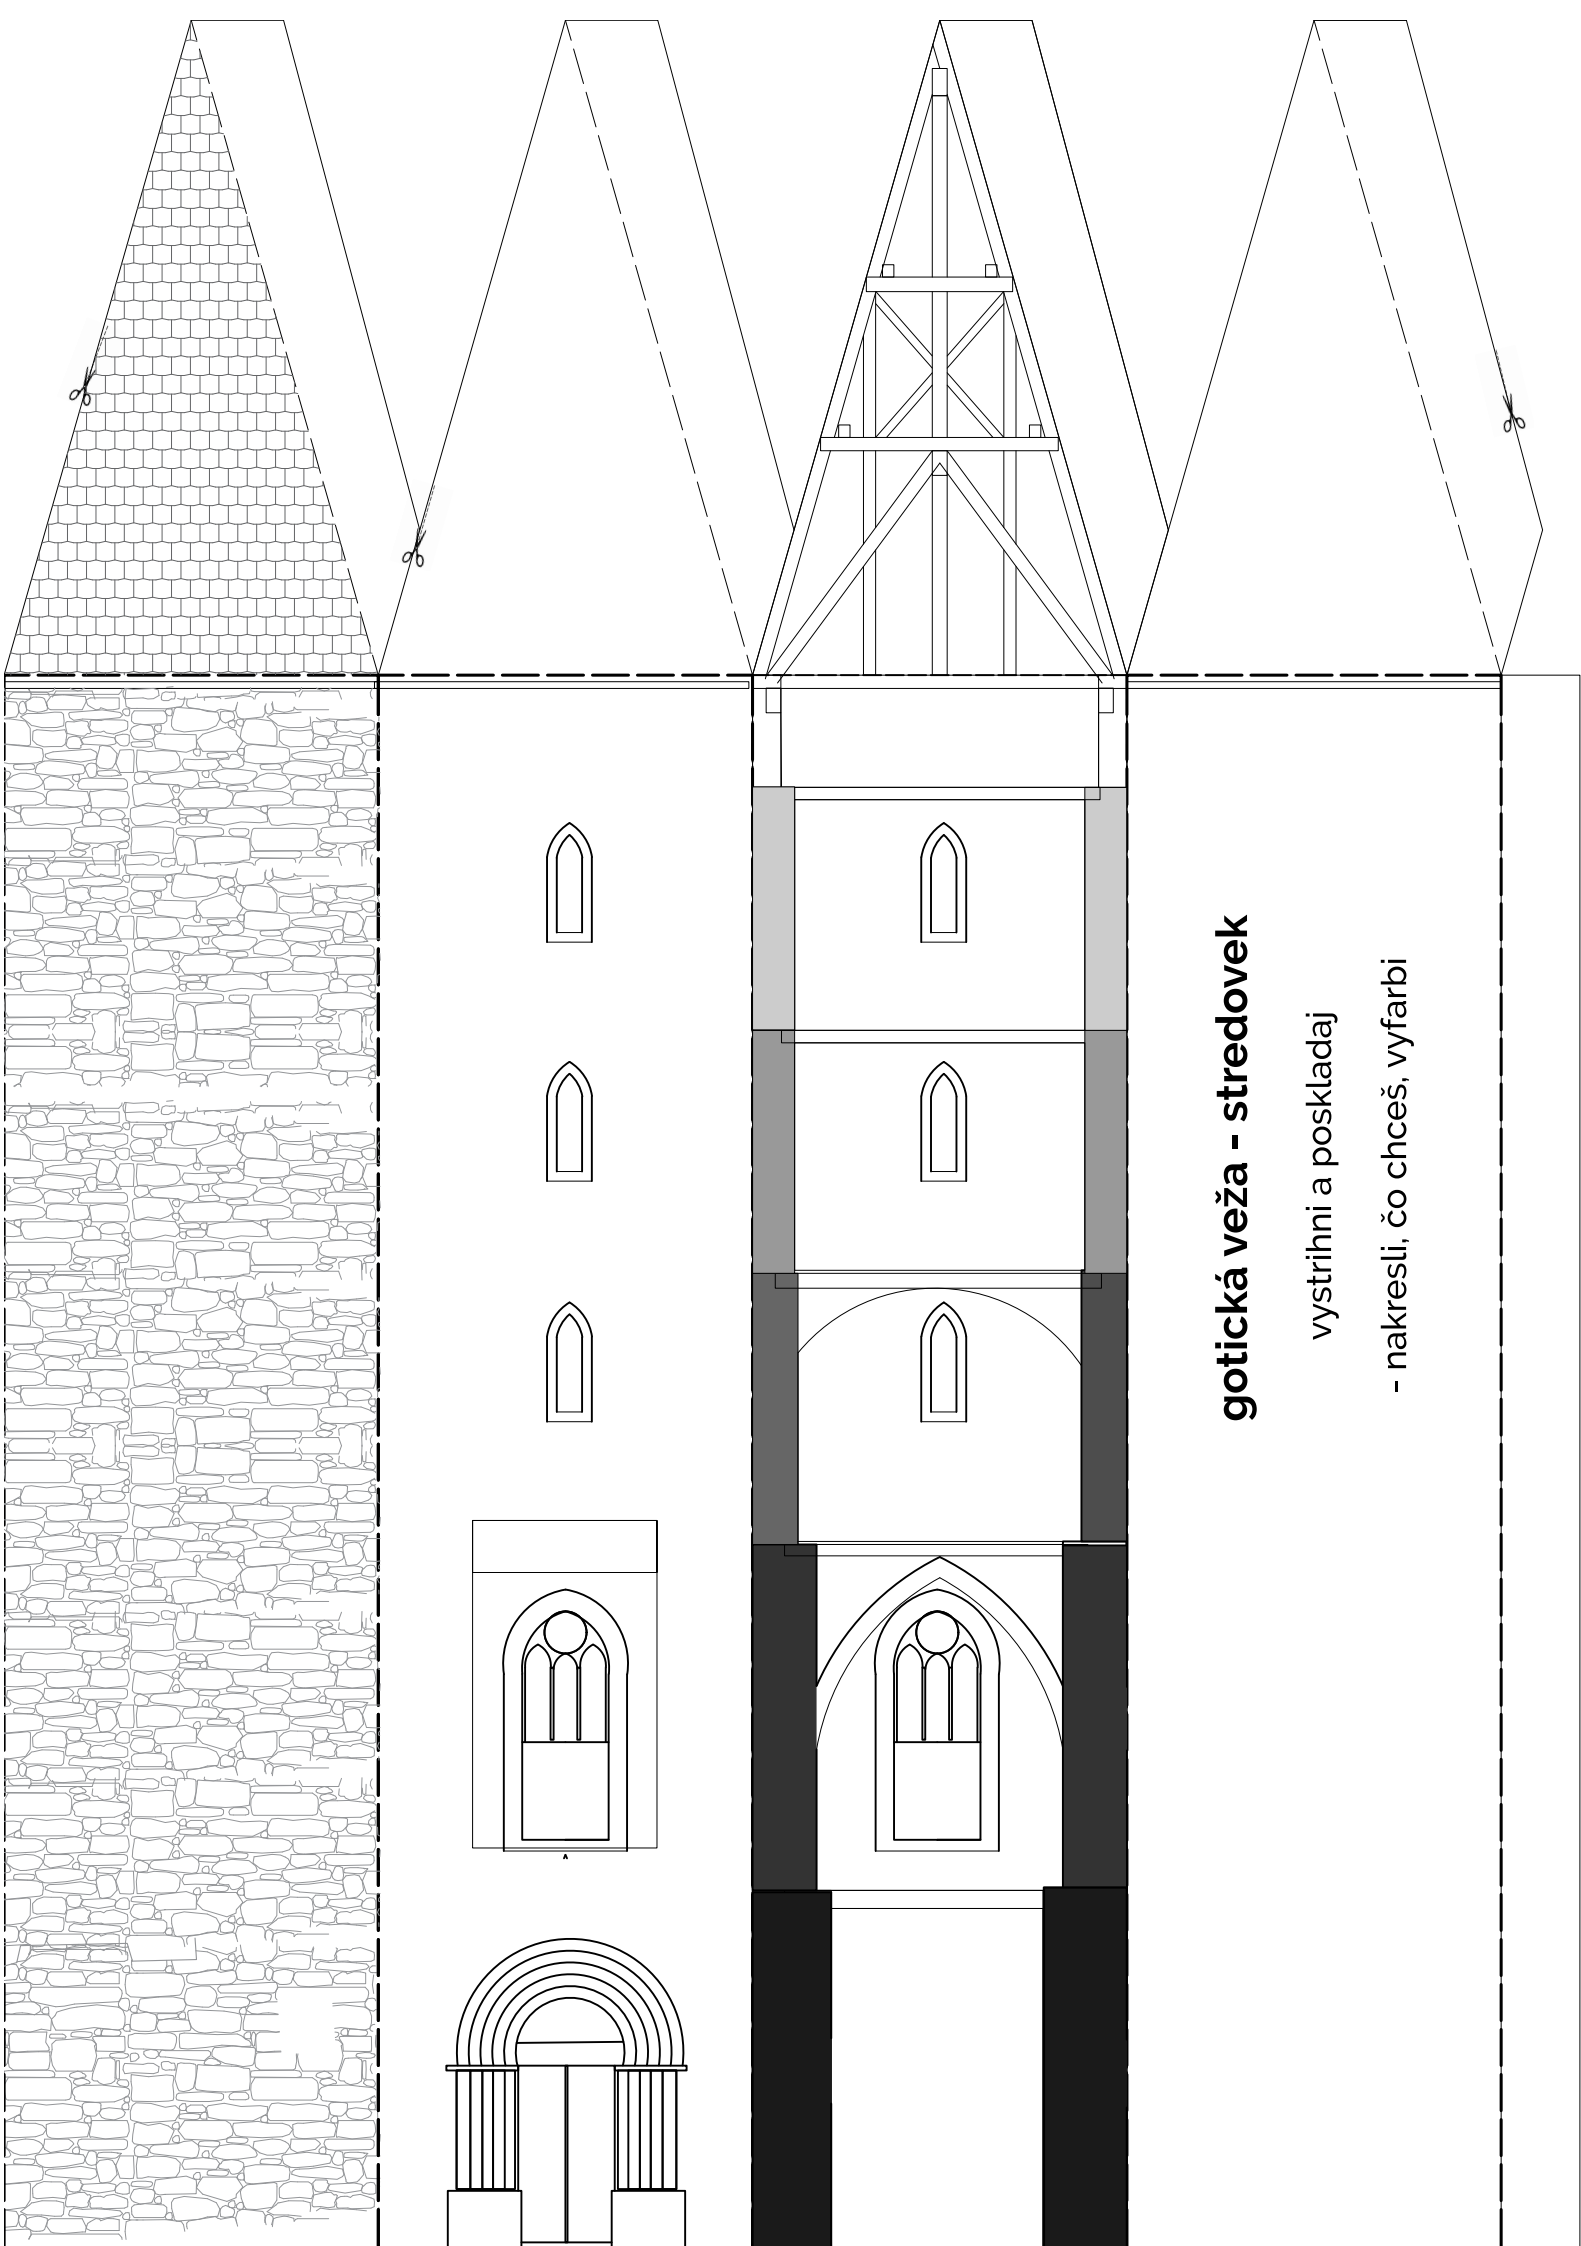 gotická veža - stredovek
vystrihni a poskladaj
- nakresli, čo chceš, vyfarbi